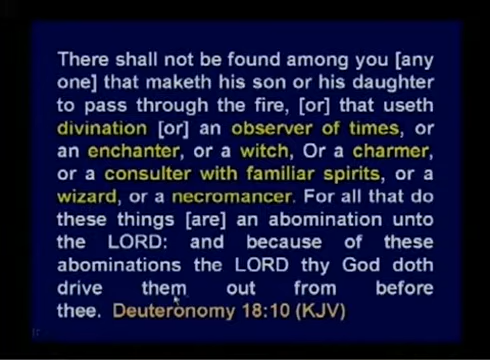 There shall not be found among you [any
one] that maketh his son or his daughter
to pass through the fire, [or] that useth
divination [or] an observer of times, or
an enchanter, or a witch, Or a charmer,
or a consulter with familiar spirits, or a
wizard, or a necromancer. For all that do
these things [are] an abomination unto
the LORD: and because of these
abominations the LORD thy God doth
drive them out from before
thee. Deuteronomy 18:10 (KJV)